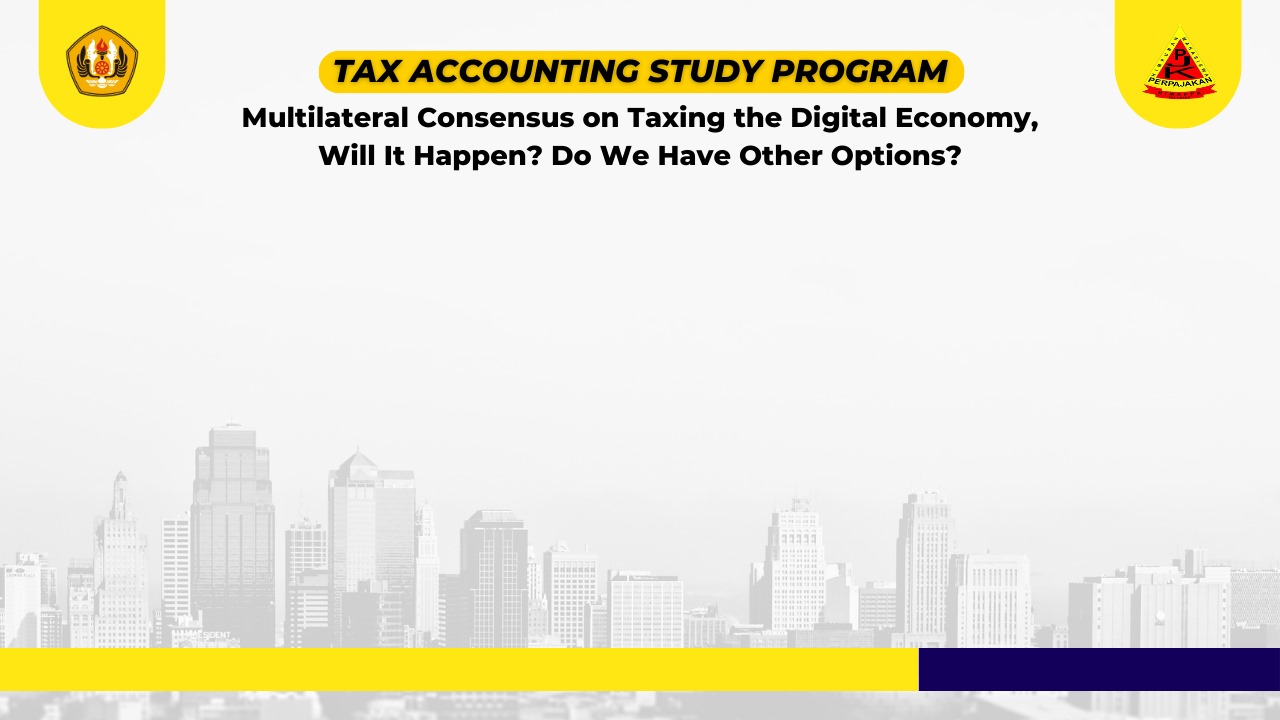 TAX ACCOUNTING STUDY PROGRAM
Multilateral Consensus on Taxing the Digital Economy,
Will It Happen? Do We Have Other Options?
PERPAJAKAN